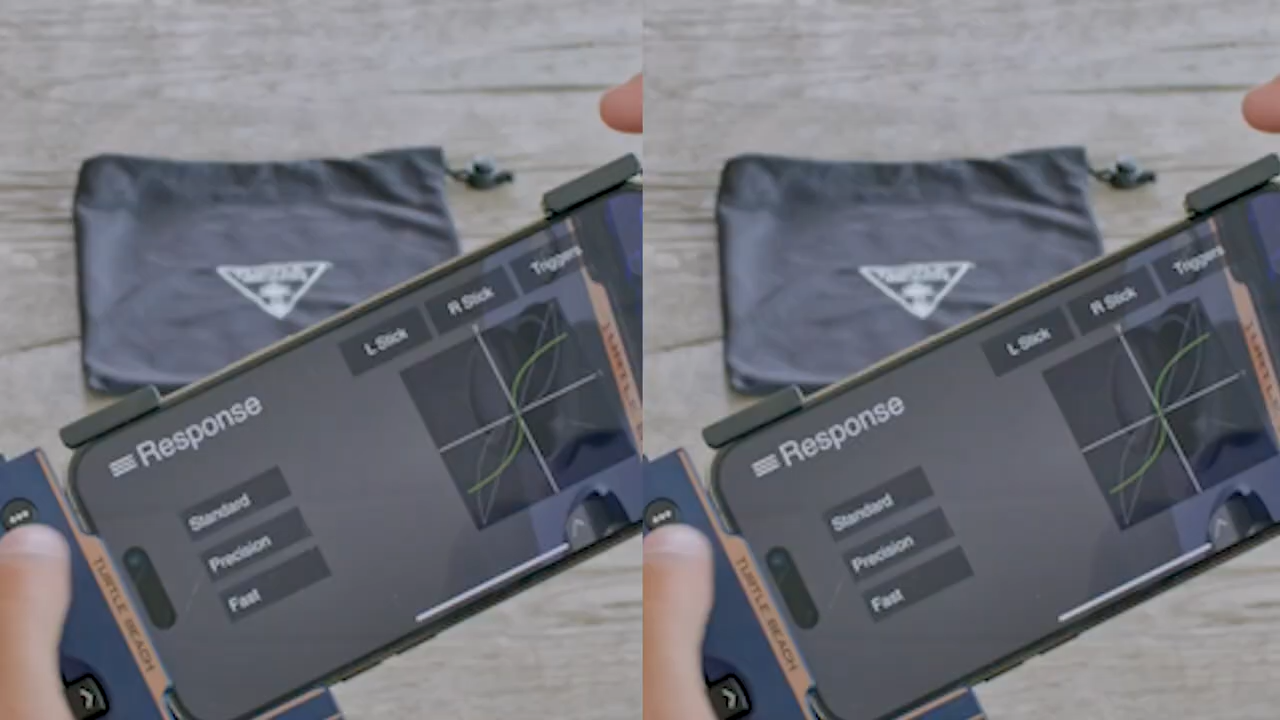 Triggers
R Stick
L Stick
Response
Standard
Precision
Fast
TURTLE BEACH
Triggers
R Stick
L Stick
Response
Standard
Precision
Fast
TURTLE BEACH